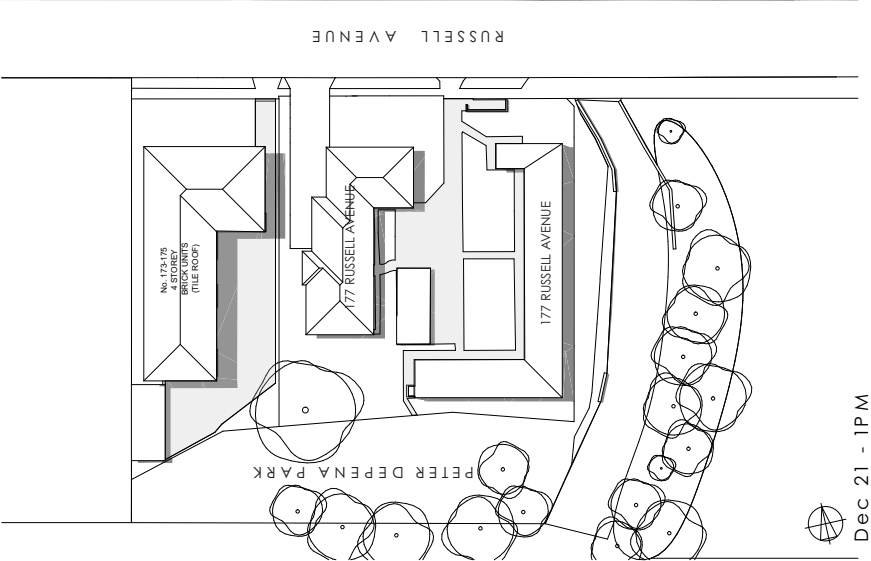 RUSSELL AVENUE
No. 173-175
4 STOREY
BRICK UNITS
(TILE ROOF)
177 RUSSELL AVENUE
177 RUSSELL AVENUE
PETER DEPENA PARK
Dec 21 - 1PM